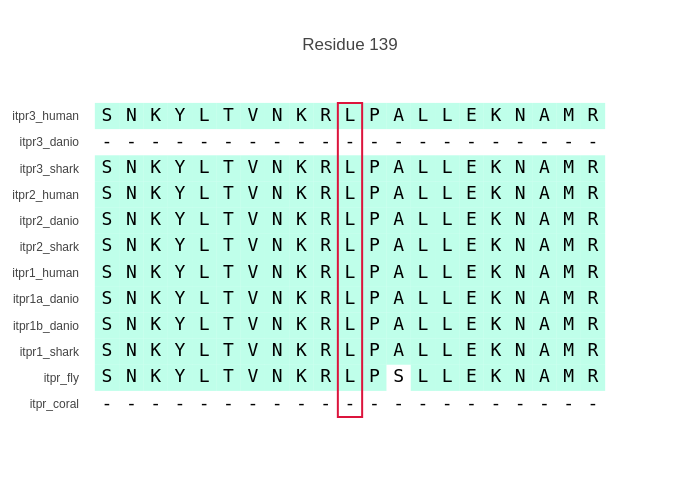 Residue 139
itpr3_human S N K Y L T V N K R L P A L L E K N A M R
itpr3_danio - - - - - - - - - - - - - - - - - - - - -
itpr3_shark S N K Y L T V N K R L P A L L E K N A M R
itpr2_human S N K Y L T V N K R L P A L L E K N A M R
itpr2_danio S N K Y L T V N K R L P A L L E K N A M R
itpr2_shark S N K Y L T V N K R L P A L L E K N A M R
itpr1_human S N K Y L T V N K R L P A L L E K N A M R
itpr1a_danio S N K Y L T V N K R L P A L L E K N A M R
itpr1b_danio S N K Y L T V N K R L P A L L E K N A M R
itpr1_shark S N K Y L T V N K R L P A L L E K N A M R
itpr_fly S N K Y L T V N K R L P S L L E K N A M R
itpr_coral - - - - - - - - - - - - - - - - - - - - -